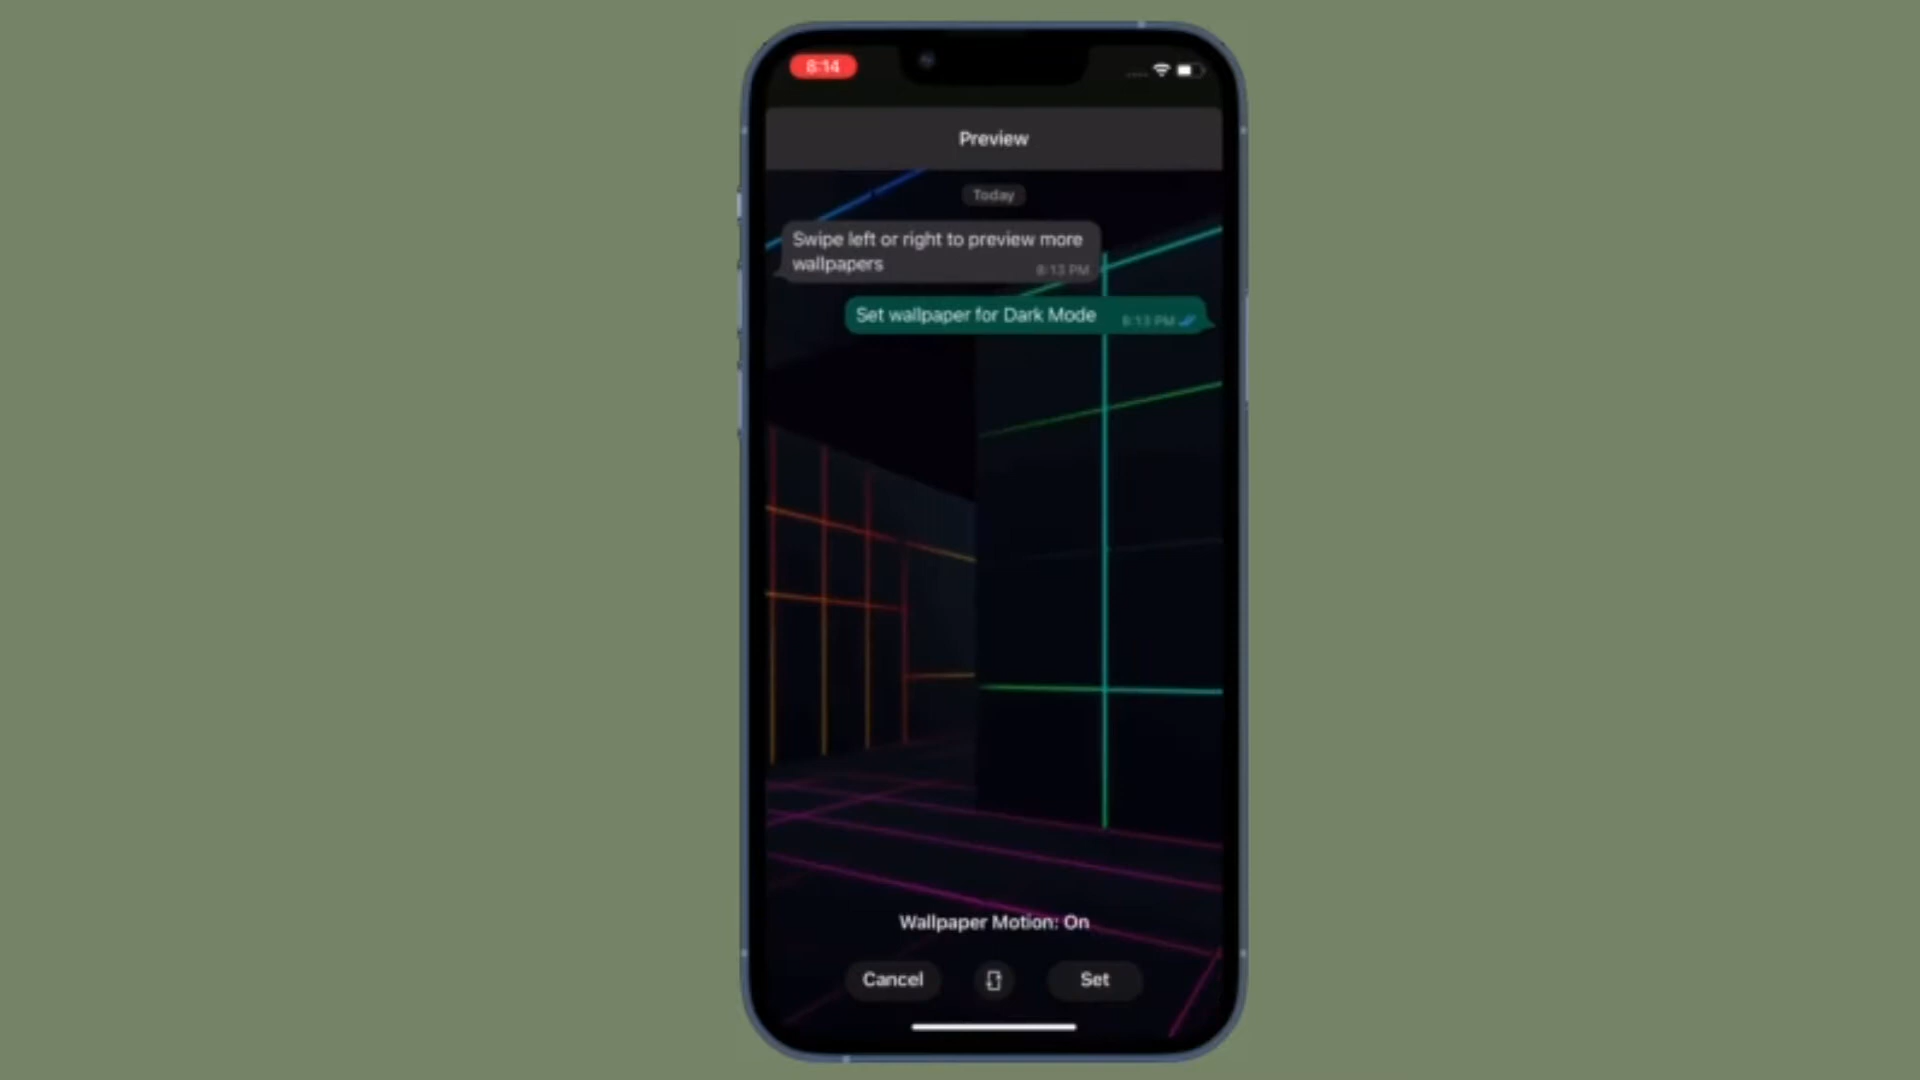 8:14
Preview
Today
Swipe left or right to preview more
wallpapers
8:13 PM
Set wallpaper for Dark Mode
8:13 PM
Wallpaper Motion: On
Cancel
Set